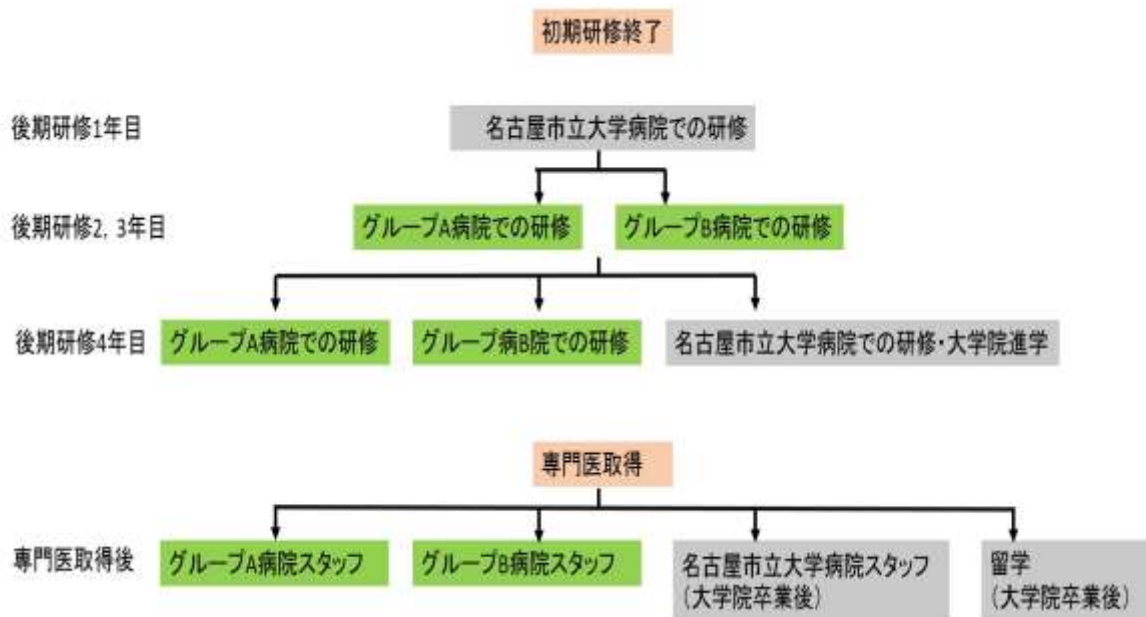 初期研修終了
後期研修1年目
名古屋市立大学病院での研修
後期研修2, 3年目
グループA病院での研修
グループB病院での研修
後期研修4年目
グループA病院での研修
グループ病B院での研修
名古屋市立大学病院での研修・大学院進学
専門医取得
専門医取得後
グループA病院スタッフ
グループB病院スタッフ
名古屋市立大学病院スタッフ
(大学院卒業後)
留学
(大学院卒業後)